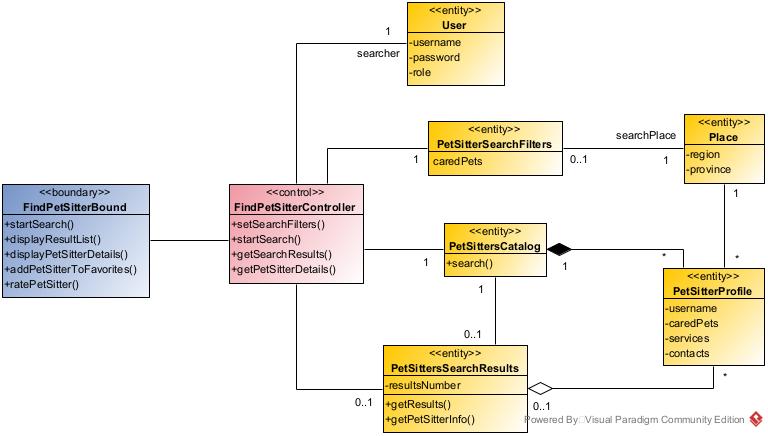 <<entity>>
User
-username
-password
-role
1
searcher
<<entity>>
PetSitterSearchFilters
caredPets
1
0..1
searchPlace
1
<<entity>>
Place
-region
-province
1
<<boundary>>
FindPetSitterBound
+startSearch()
+displayResultList()
+displayPetSitterDetails()
+addPetSitterToFavorites()
+ratePetSitter()
<<control>>
FindPetSitterController
+setSearchFilters()
+startSearch()
+getSearchResults()
+getPetSitterDetails()
<<entity>>
PetSittersCatalog
+search()
1
1
*
*
1
0..1
<<entity>>
PetSitterProfile
-username
-caredPets
-services
-contacts
*
<<entity>>
PetSittersSearchResults
-resultsNumber
+getResults()
+getPetSitterInfo()
0..1
0..1
Powered By Visual Paradigm Community Edition